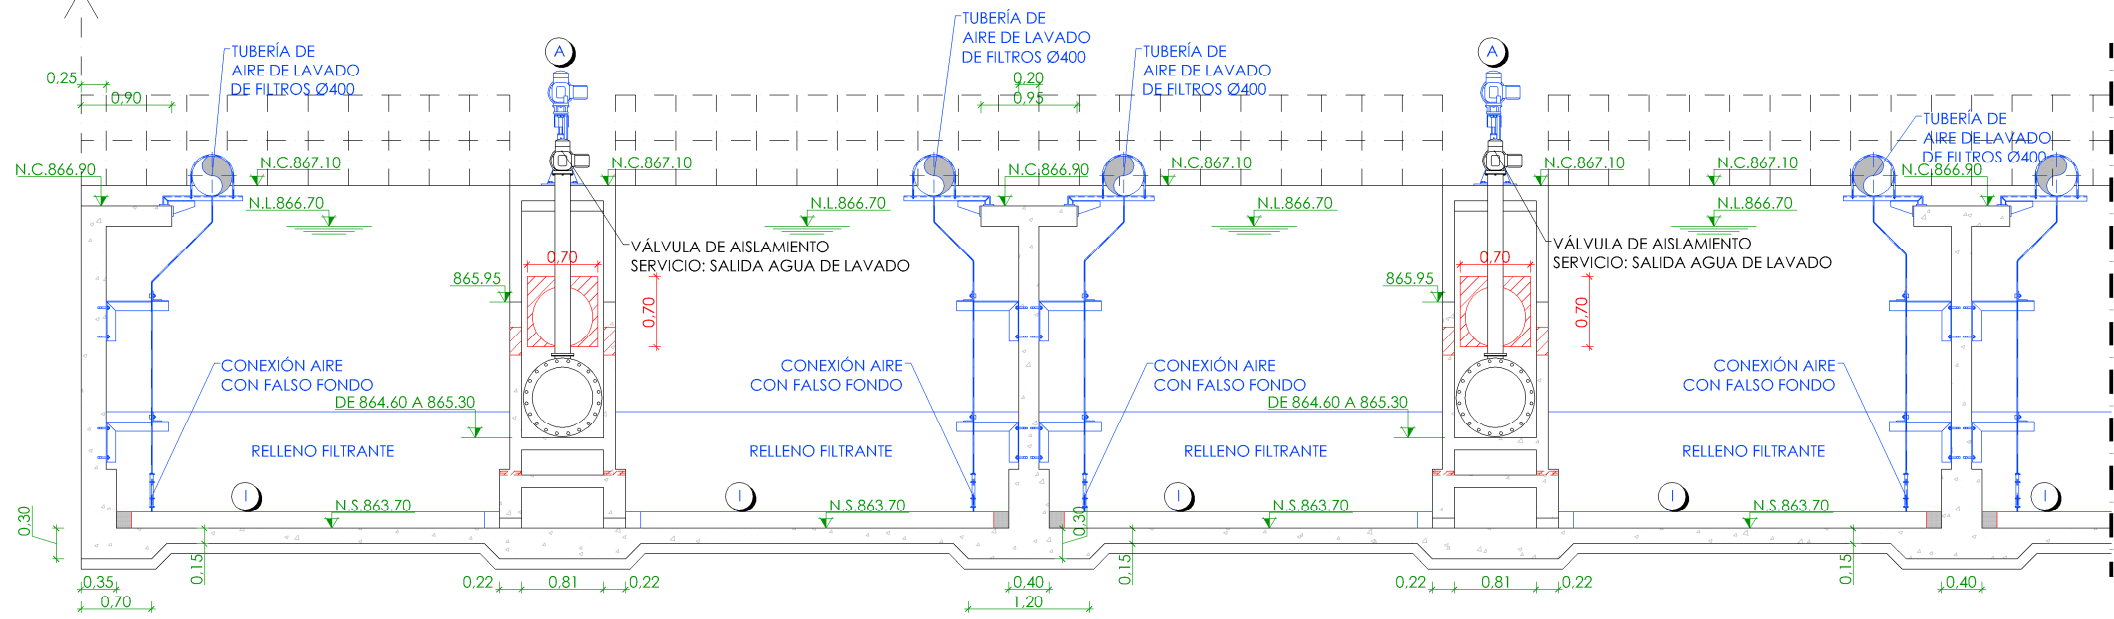 TUBERÍA DE
AIRE DE LAVADO
DE FILTROS Ø400
A
TUBERÍA DE
AIRE DE LAVADO
DE FILTROS Ø400
TUBERÍA DE
AIRE DE LAVADO
DE FILTROS Ø400
A
TUBERÍA DE
AIRE DE LAVADO
DE FILTROS Ø400
0,25
0,90
0,20
0,95
N.C.866.90
N.C.867.10
N.C.867.10
N.C.866.90
N.C.867.10
N.C.867.10
N.C.867.10
N.C.866.90
N.L.866.70
N.L.866.70
N.L.866.70
N.L.866.70
VÁLVULA DE AISLAMIENTO
SERVICIO: SALIDA AGUA DE LAVADO
VÁLVULA DE AISLAMIENTO
SERVICIO: SALIDA AGUA DE LAVADO
865.95
0,70
0,70
865.95
0,70
0,70
CONEXIÓN AIRE
CON FALSO FONDO
CONEXIÓN AIRE
CON FALSO FONDO
CONEXIÓN AIRE
CON FALSO FONDO
CONEXIÓN AIRE
CON FALSO FONDO
DE 864.60 A 865.30
DE 864.60 A 865.30
RELLENO FILTRANTE
RELLENO FILTRANTE
RELLENO FILTRANTE
RELLENO FILTRANTE
I
I
I
I
I
N.S.863.70
N.S.863.70
N.S.863.70
N.S.863.70
0,30
0,15
0,30
0,15
0,15
0,35
0,70
0,22
0,81
0,22
0,40
1,20
0,22
0,81
0,22
0,40